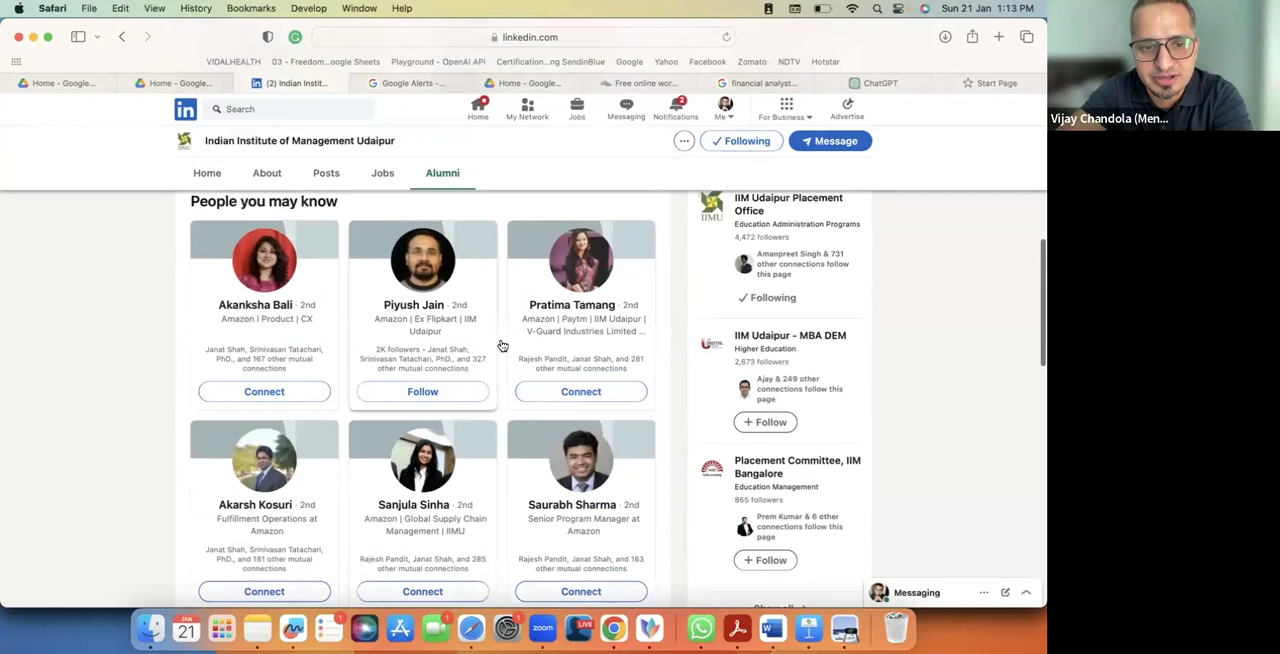 Safari File Edit View History Bookmarks Develop Window Help Sun 21 Jan 1:13 PM
linkedin.com
VIDALHEALTH 03 - Freedom...ogle Sheets Playground - OpenAI API Certification...ng SendinBlue Google Yahoo Facebook Zomato NDTV Hotstar
Home - Google... Home - Google... (2) Indian Instit... Google Alerts -... Home - Google... Free online wor... financial analyst... ChatGPT Start Page
in Search Home My Network Jobs Messaging 2 Notifications Me For Business Advertise
Indian Institute of Management Udaipur Following Message
Home About Posts Jobs Alumni
People you may know
Akanksha Bali · 2nd
Amazon l Product | CX
Janat Shah, Srinivasan Tatachari,
PhD., and 167 other mutual
connections
Connect
Piyush Jain · 2nd
Amazon | Ex Flipkart | IIM
Udaipur
2K followers • Janat Shah,
Srinivasan Tatachari, PhD., and 327
other mutual connections
Follow
Pratima Tamang · 2nd
Amazon | Paytm | IIM Udaipur |
V-Guard Industries Limited ...
Rajesh Pandit, Janat Shah, and 281
other mutual connections
Connect
Akarsh Kosuri · 2nd
Fulfillment Operations at
Amazon
Janat Shah, Srinivasan Tatachari,
PhD., and 181 other mutual
connections
Connect
Sanjula Sinha · 2nd
Amazon | Global Supply Chain
Management | IIMU
Rajesh Pandit, Janat Shah, and 285
other mutual connections
Connect
Saurabh Sharma · 2nd
Senior Program Manager at
Amazon
Rajesh Pandit, Janat Shah, and 163
other mutual connections
Connect
IIM Udaipur Placement
Office
Education Administration Programs
4,472 followers
Amanpreet Singh & 731
other connections follow
this page
Following
IIM Udaipur - MBA DEM
Higher Education
2,673 followers
Ajay & 249 other
connections follow this
page
+ Follow
Placement Committee, IIM
Bangalore
Education Management
865 followers
Prem Kumar & 6 other
connections follow this
page
+ Follow
Messaging
Vijay Chandola (Men...
JAN
21
zoom
LIVE